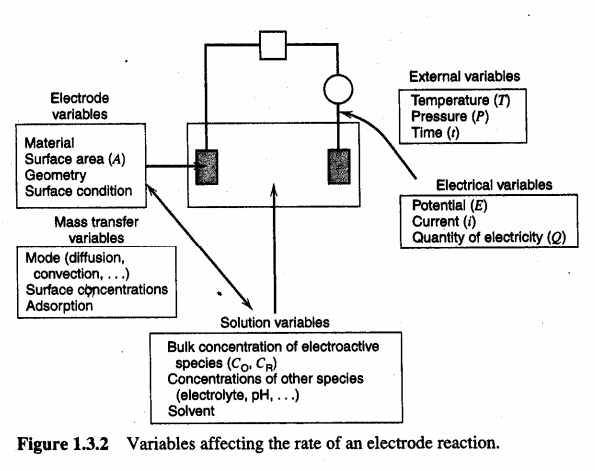 Electrode
variables
Material
Surface area (A)
Geometry
Surface condition
Mass transfer
variables
Mode (diffusion,
convection, . . .)
Surface concentrations
Adsorption
External variables
Temperature (T)
Pressure (P)
Time (t)
Electrical variables
Potential (E)
Current (i)
Quantity of electricity (Q)
Solution variables
Bulk concentration of electroactive
species (C_O, C_R)
Concentrations of other species
(electrolyte, pH, . . .)
Solvent
Figure 1.3.2 Variables affecting the rate of an electrode reaction.